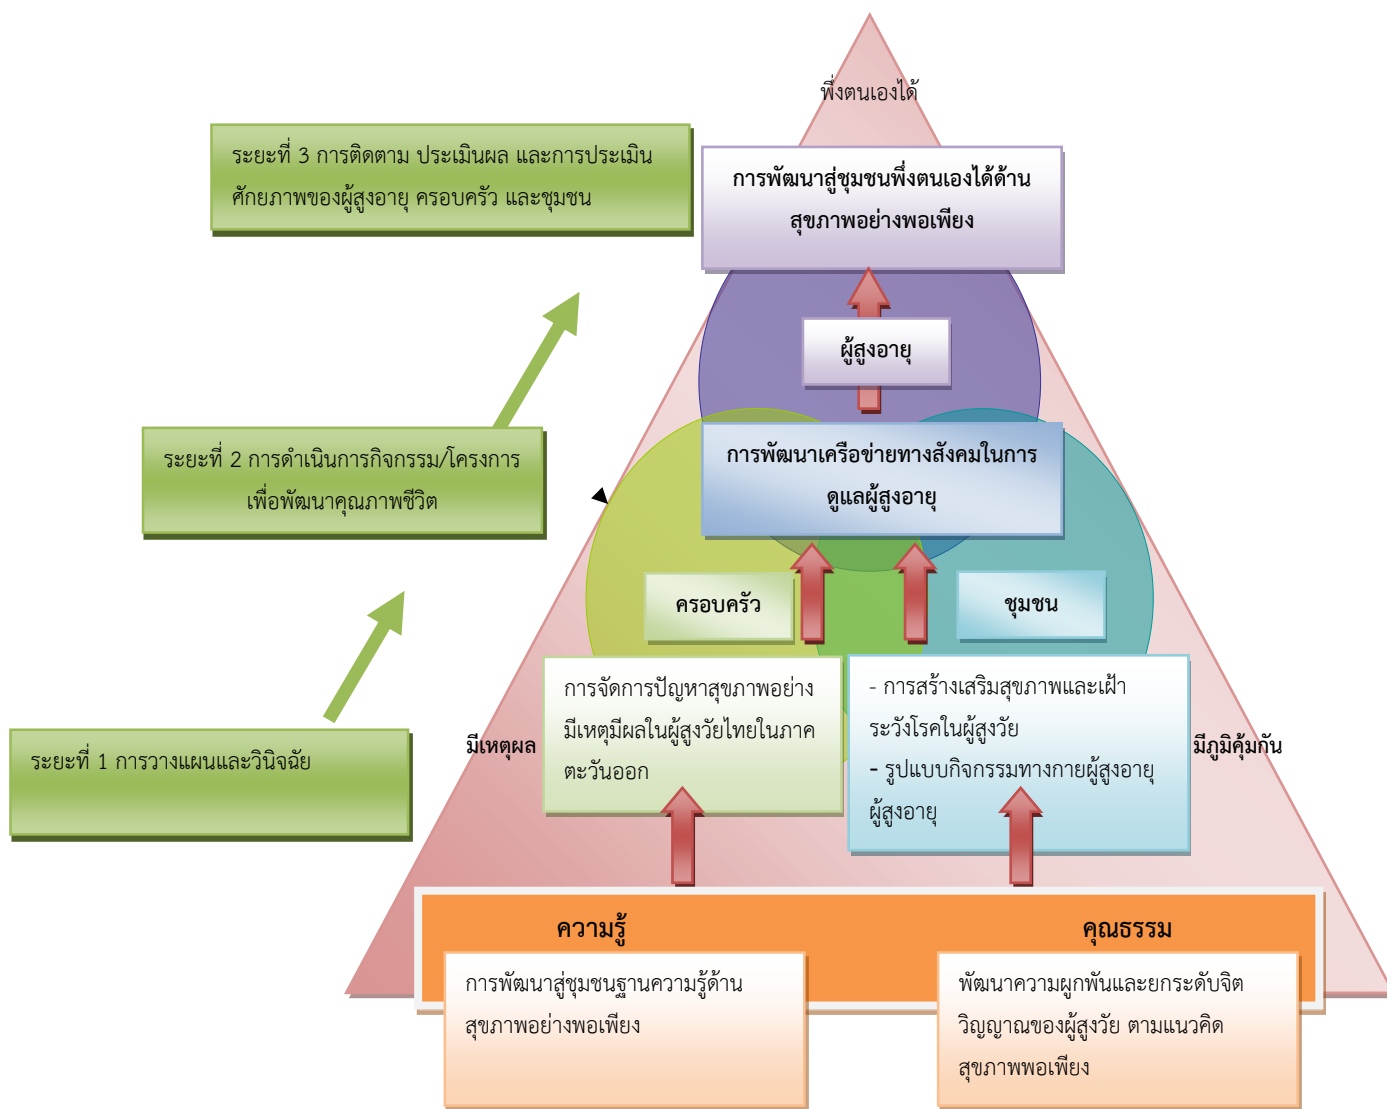 พึ่งตนเองได้
ระยะที่ 3 การติดตาม ประเมินผล และการประเมิน
ศักยภาพของผู้สูงอายุ ครอบครัว และชุมชน
การพัฒนาสู่ชุมชนพึ่งตนเองได้ด้าน
สุขภาพอย่างพอเพียง
ผู้สูงอายุ
ระยะที่ 2 การดำเนินการกิจกรรม/โครงการ
เพื่อพัฒนาคุณภาพชีวิต
การพัฒนาเครือข่ายทางสังคมในการ
ดูแลผู้สูงอายุ
ครอบครัว
ชุมชน
ระยะที่ 1 การวางแผนและวินิจฉัย
มีเหตุผล
การจัดการปัญหาสุขภาพอย่าง
มีเหตุมีผลในผู้สูงวัยไทยในภาค
ตะวันออก
- การสร้างเสริมสุขภาพและเฝ้า
ระวังโรคในผู้สูงวัย
- รูปแบบกิจกรรมทางกายผู้สูงอายุ
ผู้สูงอายุ
มีภูมิคุ้มกัน
ความรู้
การพัฒนาสู่ชุมชนฐานความรู้ด้าน
สุขภาพอย่างพอเพียง
คุณธรรม
พัฒนาความผูกพันและยกระดับจิต
วิญญาณของผู้สูงวัย ตามแนวคิด
สุขภาพพอเพียง